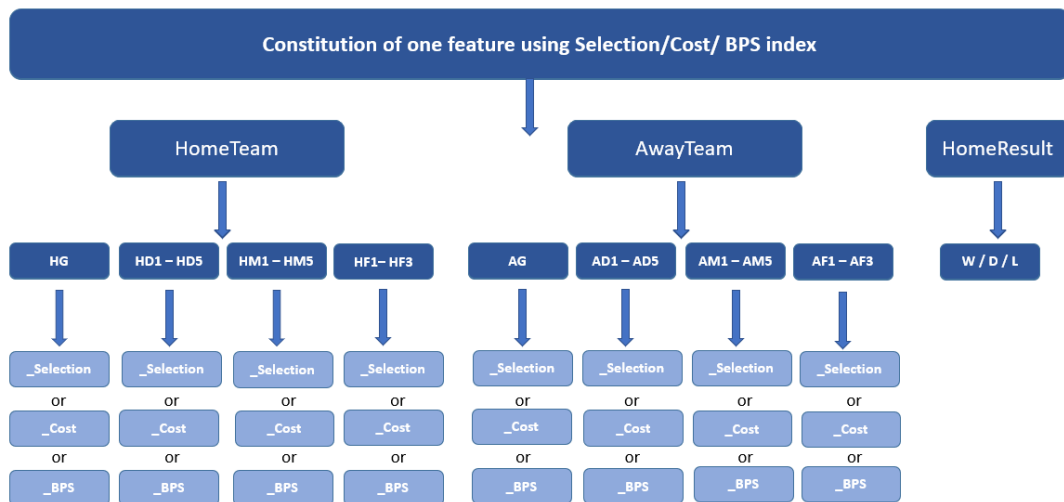 Constitution of one feature using Selection/Cost/ BPS index
HomeTeam
AwayTeam
HomeResult
HG
HD1 – HD5
HM1 – HM5
HF1– HF3
AG
AD1 – AD5
AM1 – AM5
AF1 – AF3
W / D / L
_Selection
_Selection
_Selection
_Selection
_Selection
_Selection
_Selection
_Selection
or
or
or
or
or
or
or
or
_Cost
_Cost
_Cost
_Cost
_Cost
_Cost
_Cost
_Cost
or
or
or
or
or
or
or
or
_BPS
_BPS
_BPS
_BPS
_BPS
_BPS
_BPS
_BPS